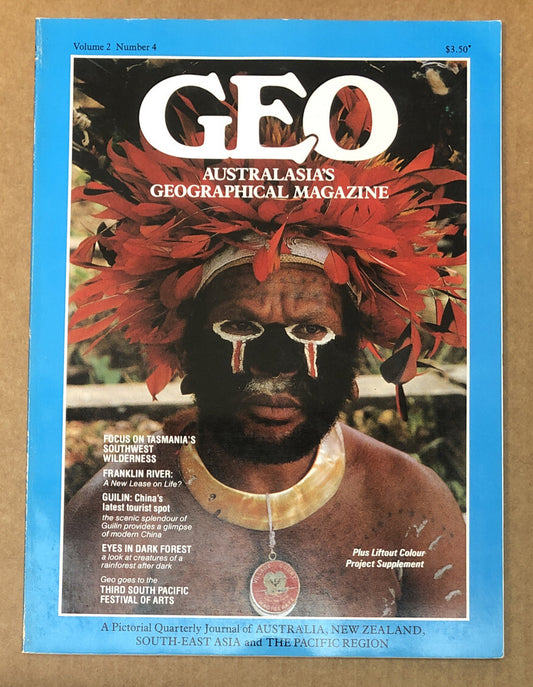 Volume 2 Number 4
$3.50*
GEO
AUSTRALASIA'S
GEOGRAPHICAL MAGAZINE
FOCUS ON TASMANIA'S
SOUTHWEST
WILDERNESS
FRANKLIN RIVER:
A New Lease on Life?
GUILIN: China's
latest tourist spot
the scenic splendour of
Guilin provides a glimpse
of modern China
EYES IN DARK FOREST
a look at creatures of a
rainforest after dark
Geo goes to the
THIRD SOUTH PACIFIC
FESTIVAL OF ARTS
Plus Liftout Colour
Project Supplement
A Pictorial Quarterly Journal of AUSTRALIA, NEW ZEALAND,
SOUTH-EAST ASIA and THE PACIFIC REGION